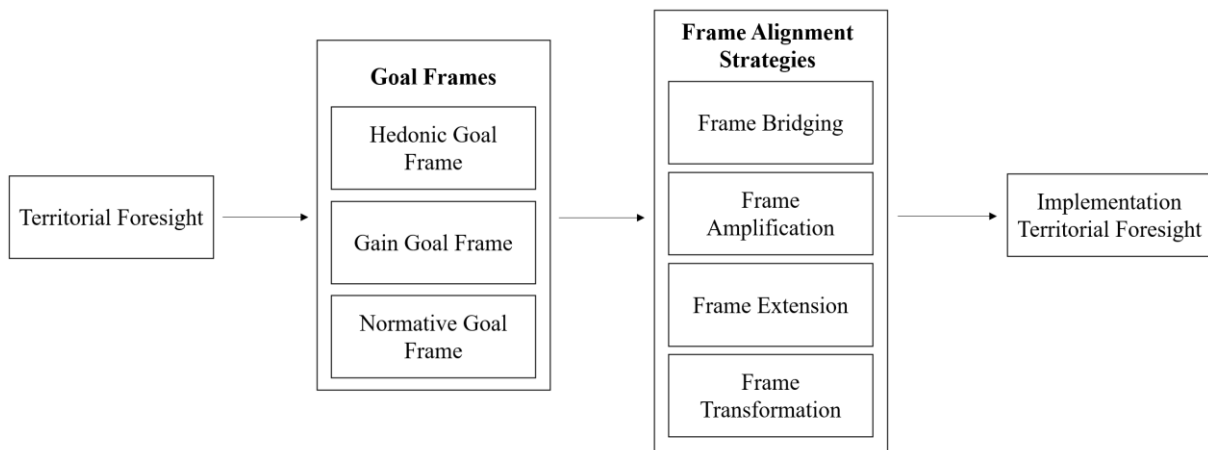 Territorial Foresight
Goal Frames
Hedonic Goal
Frame
Gain Goal Frame
Normative Goal
Frame
Frame Alignment
Strategies
Frame Bridging
Frame
Amplification
Frame Extension
Frame
Transformation
Implementation
Territorial Foresight